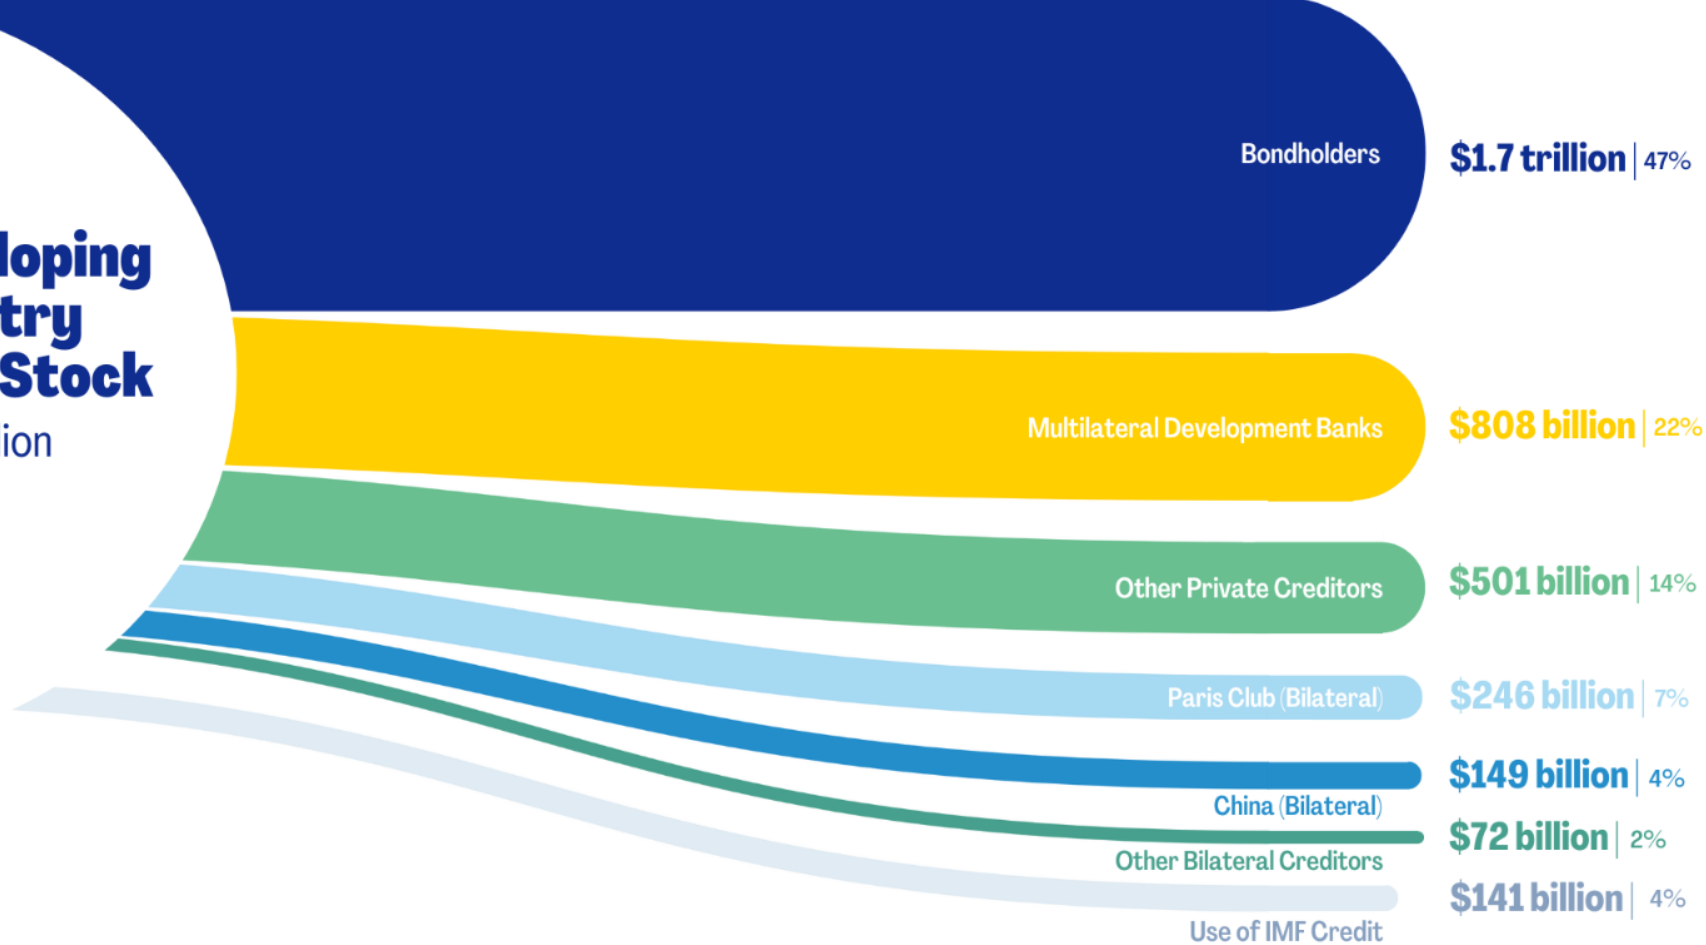 loping
try
Stock
lion
Bondholders
$1.7 trillion | 47%
Multilateral Development Banks
$808 billion | 22%
Other Private Creditors
$501 billion | 14%
Paris Club (Bilateral)
$246 billion | 7%
China (Bilateral)
$149 billion | 4%
Other Bilateral Creditors
$72 billion | 2%
Use of IMF Credit
$141 billion | 4%